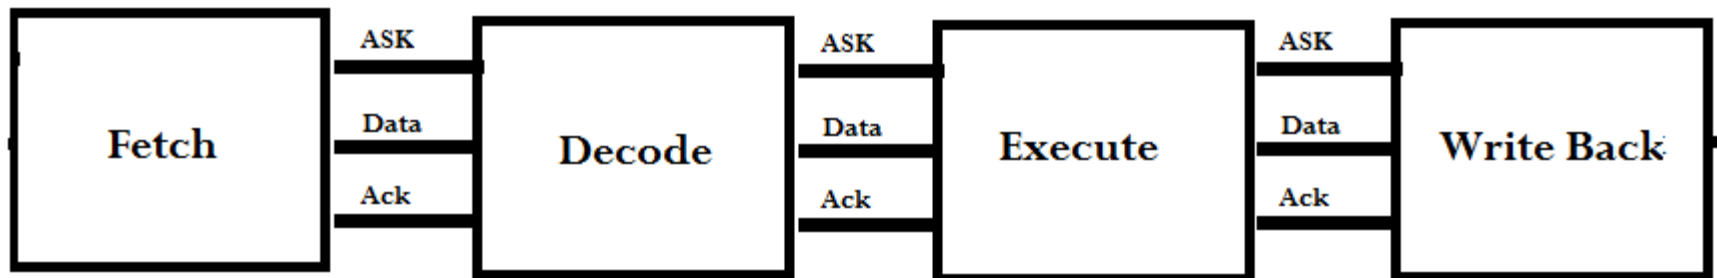 Fetch
ASK
Data
Ack
Decode
ASK
Data
Ack
Execute
ASK
Data
Ack
Write Back